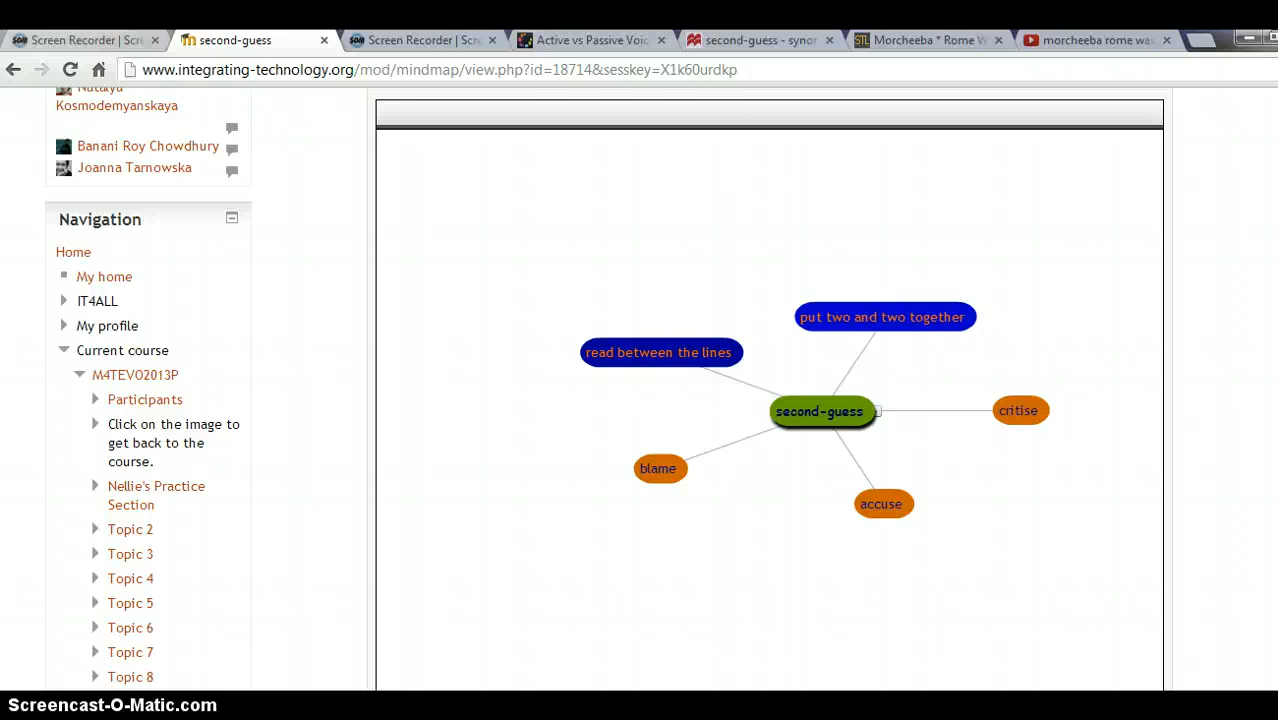 Screen Recorder | Scr
second-guess
Screen Recorder | Scr
Active vs Passive Voic
second-guess - synor
Morcheeba * Rome W
morcheeba rome was
www.integrating-technology.org/mod/mindmap/view.php?id=18714&sesskey=X1k60urdkp
Natalya
Kosmodemyanskaya
Banani Roy Chowdhury
Joanna Tarnowska
Navigation
Home
My home
IT4ALL
My profile
Current course
M4TEVO2013P
Participants
Click on the image to
get back to the
course.
Nellie's Practice
Section
Topic 2
Topic 3
Topic 4
Topic 5
Topic 6
Topic 7
Topic 8
put two and two together
read between the lines
second-guess
critise
blame
accuse
Screencast-O-Matic.com